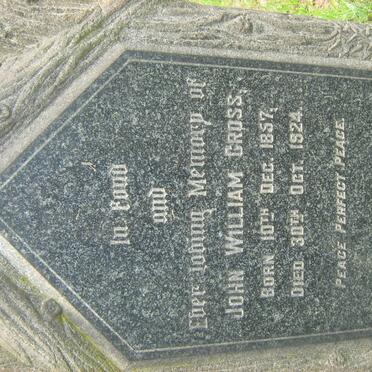 In Fond
and
Ever loving Memory of
JOHN WILLIAM CROSS,
BORN 10TH DEC. 1857,
DIED 30TH OCT. 1924.
PEACE PERFECT PEACE.